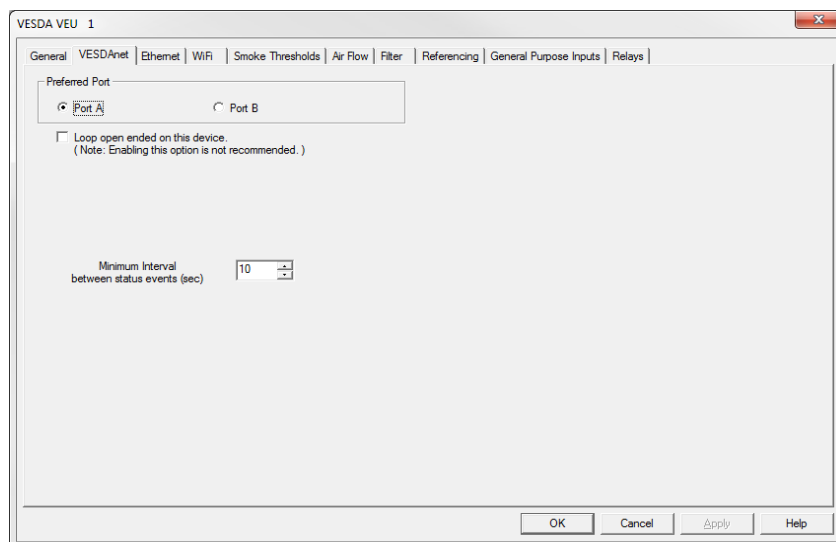 VESDA VEU 1
General VESDAnet Ethernet WiFi Smoke Thresholds Air Flow Filter Referencing General Purpose Inputs Relays
Preferred Port
Port A Port B
Loop open ended on this device.
( Note: Enabling this option is not recommended. )
Minimum Interval
between status events (sec)
10
OK Cancel Apply Help